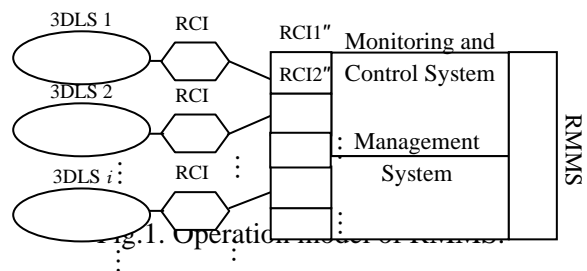 3DLS 1
RCI
RCI1″
Monitoring and
Control System
RCI2″
3DLS 2
RCI
Management
System
3DLS i
RCI
RMMS
Fig.1. Operation model of RMMS.